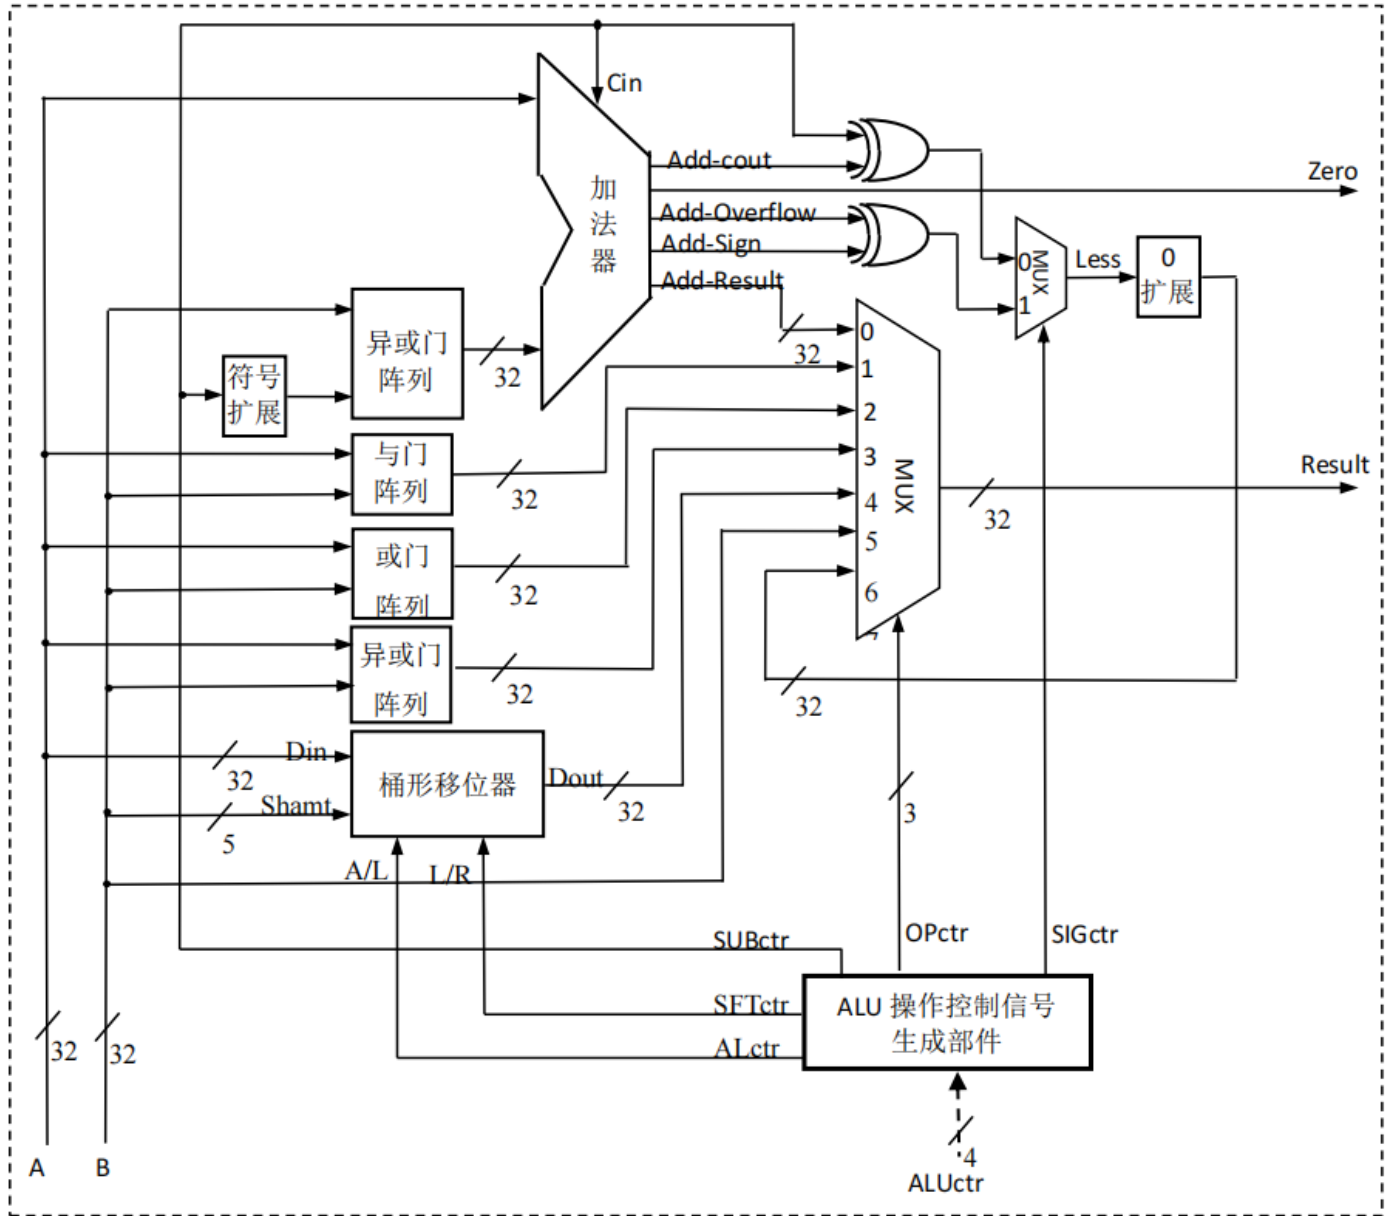 Cin
Add-cout
Zero
加
法
器
Add-Overflow
Add-Sign
Add-Result
0
MUX
1
Less
0
扩展
异或门
阵列
32
符号
扩展
32
0
1
2
3
4
5
6
7
MUX
与门
阵列
32
Result
32
或门
阵列
32
异或门
阵列
32
32
Din
32
桶形移位器
Dout
32
Shamt
5
3
A/L
L/R
SUBctr
OPctr
SIGctr
SFTctr
ALctr
ALU 操作控制信号
生成部件
32
32
4
A
B
ALUctr